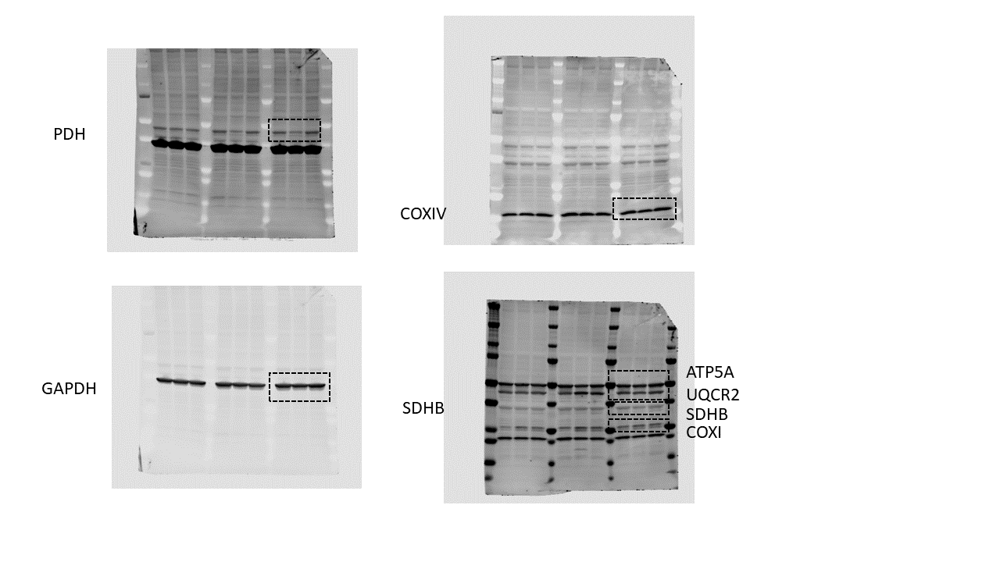 PDH
COXIV
GAPDH
SDHB
ATP5A
UQCR2
SDHB
COXI